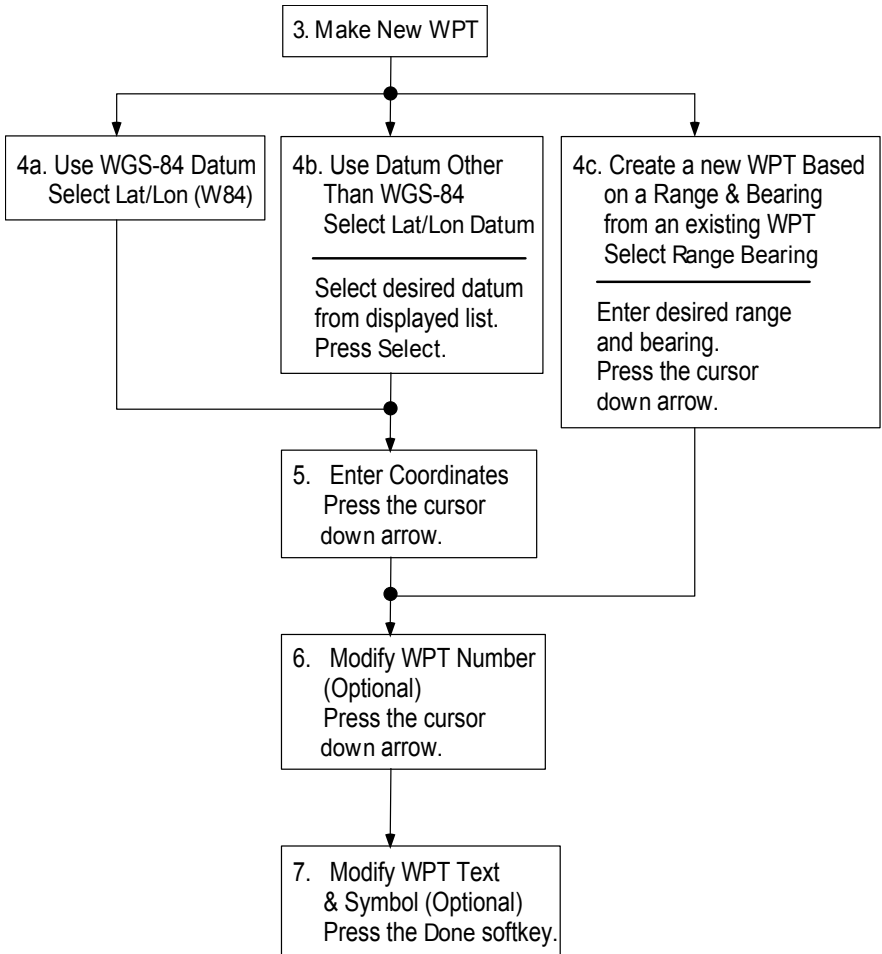 3. Make New WPT
4a. Use WGS-84 Datum
Select Lat/Lon (W84)
4b. Use Datum Other
Than WGS-84
Select Lat/Lon Datum
Select desired datum
from displayed list.
Press Select.
4c. Create a new WPT Based
on a Range & Bearing
from an existing WPT
Select Range Bearing
Enter desired range
and bearing.
Press the cursor
down arrow.
5. Enter Coordinates
Press the cursor
down arrow.
6. Modify WPT Number
(Optional)
Press the cursor
down arrow.
7. Modify WPT Text
& Symbol (Optional)
Press the Done softkey.